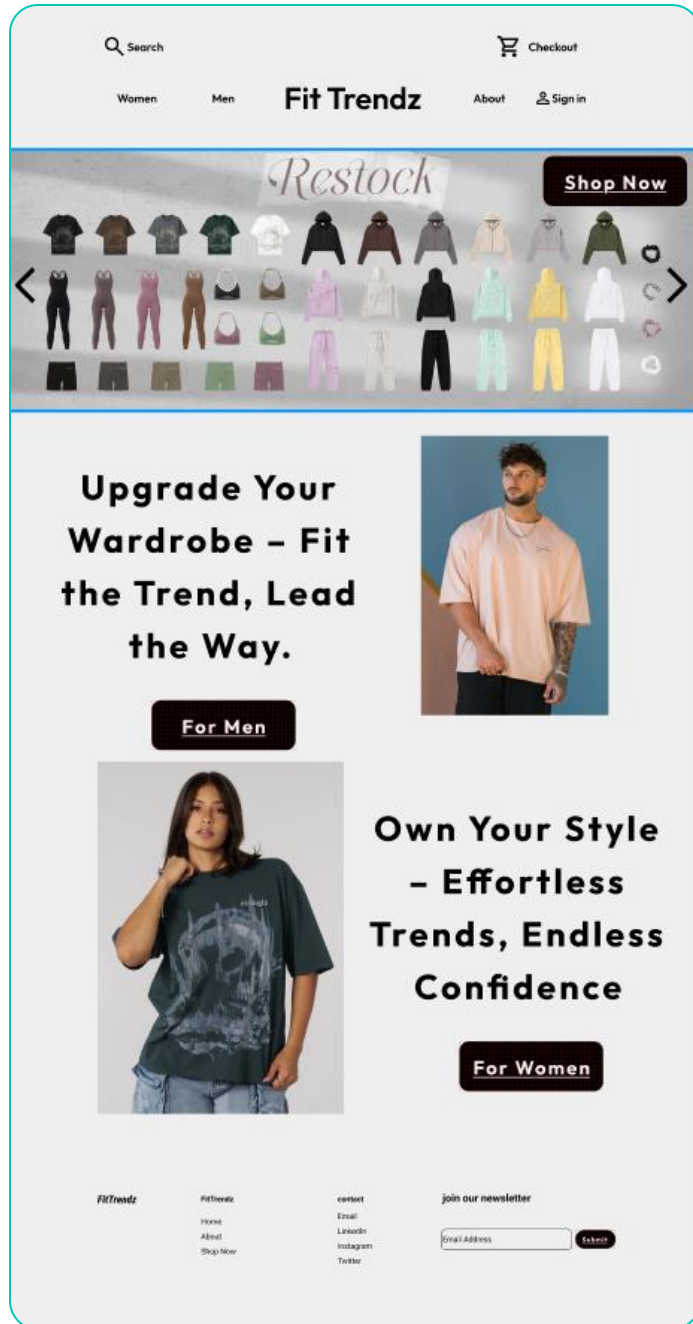 Search
Checkout
Women
Men
Fit Trendz
About
Sign in
Restock
Shop Now
Upgrade Your
Wardrobe – Fit
the Trend, Lead
the Way.
For Men
Own Your Style
– Effortless
Trends, Endless
Confidence
For Women
FitTrendz
FitTrendz
Home
About
Shop Now
contact
Email
LinkedIn
Instagram
Twitter
join our newsletter
Email Address
Submit